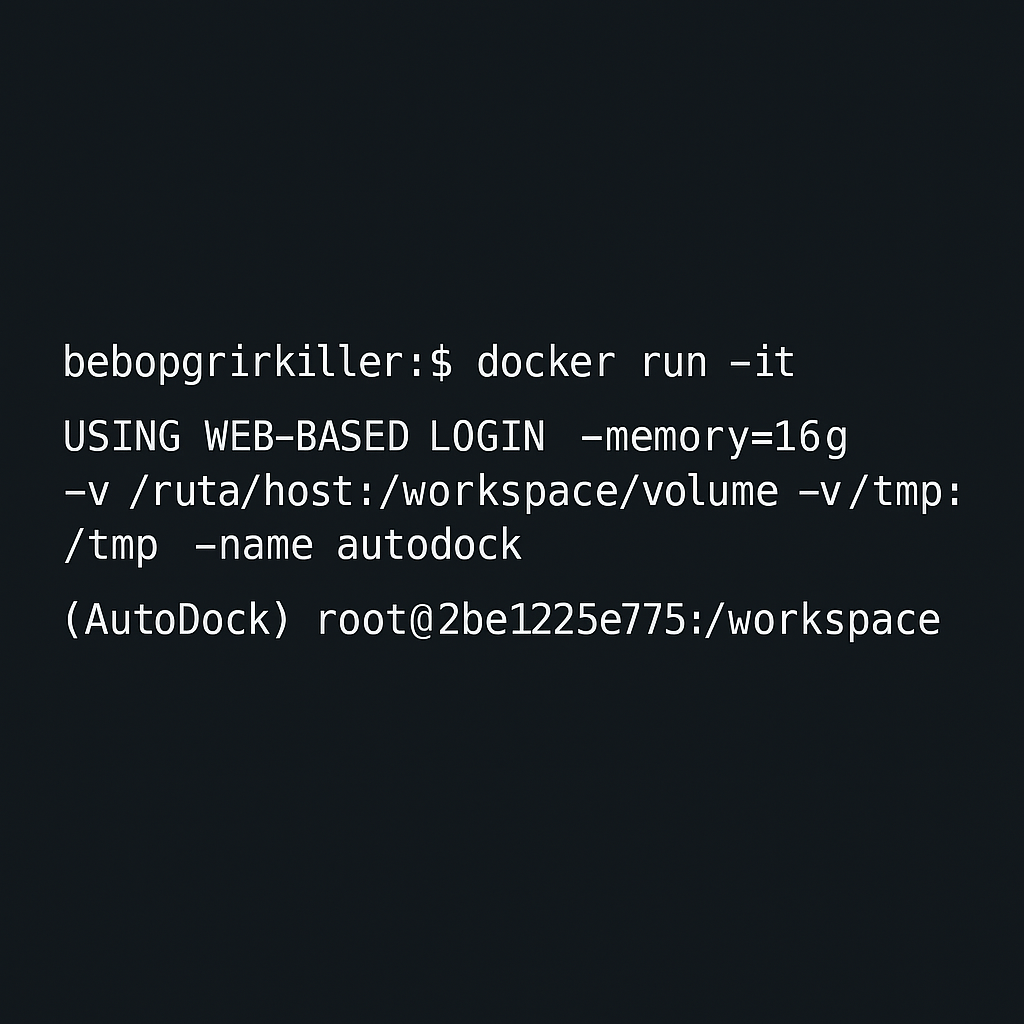 bebopgrirkiller:$ docker run –it
USING WEB–BASED LOGIN –memory=16g
–v /ruta/host:/workspace/volume –v/tmp:
/tmp –name autodock
(AutoDock) root@2be1225e775:/workspace